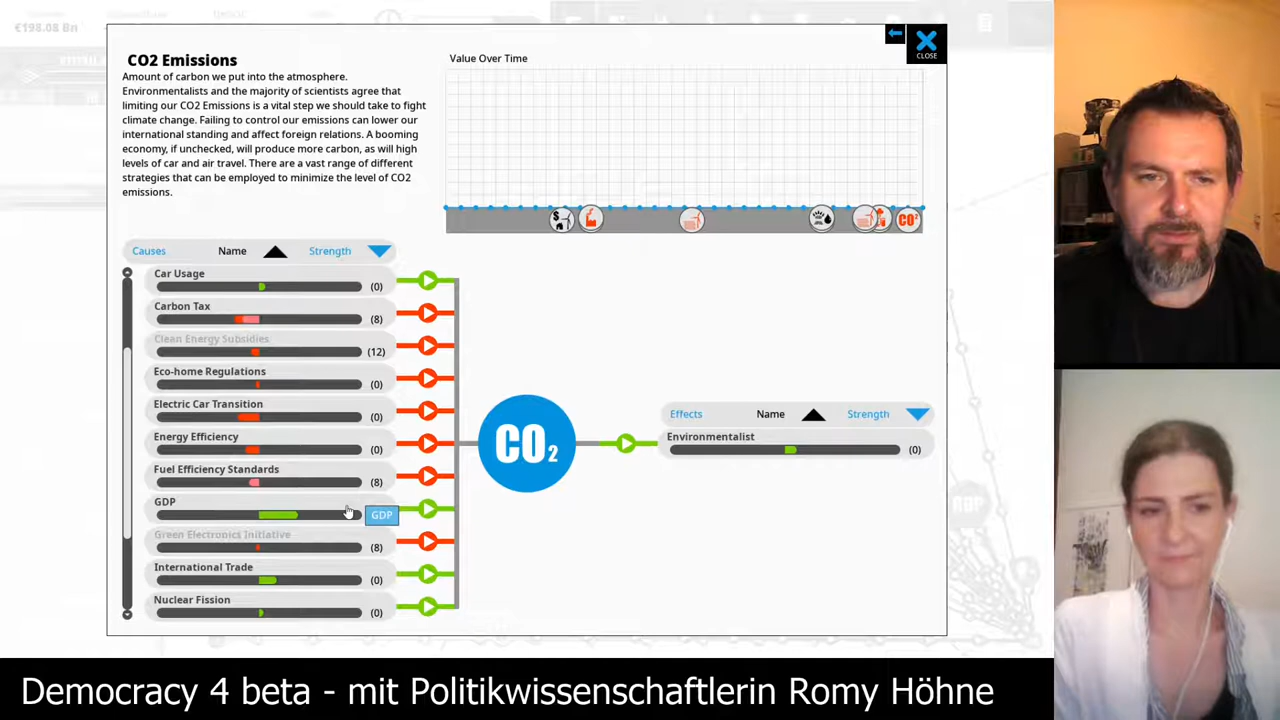 €198.08 Bn
CLOSE
CO2 Emissions
Amount of carbon we put into the atmosphere.
Environmentalists and the majority of scientists agree that
limiting our CO2 Emissions is a vital step we should take to fight
climate change. Failing to control our emissions can lower our
international standing and affect foreign relations. A booming
economy, if unchecked, will produce more carbon, as will high
levels of car and air travel. There are a vast range of different
strategies that can be employed to minimize the level of CO2
emissions.
Value Over Time
CO²
Causes Name Strength
Car Usage
(0)
Carbon Tax
(8)
Clean Energy Subsidies
(12)
Eco-home Regulations
(0)
Electric Car Transition
(0)
Energy Efficiency
(0)
Fuel Efficiency Standards
(8)
GDP
GDP
Green Electronics Initiative
(8)
International Trade
(0)
Nuclear Fission
(0)
CO2
Effects Name Strength
Environmentalist
(0)
Democracy 4 beta - mit Politikwissenschaftlerin Romy Höhne